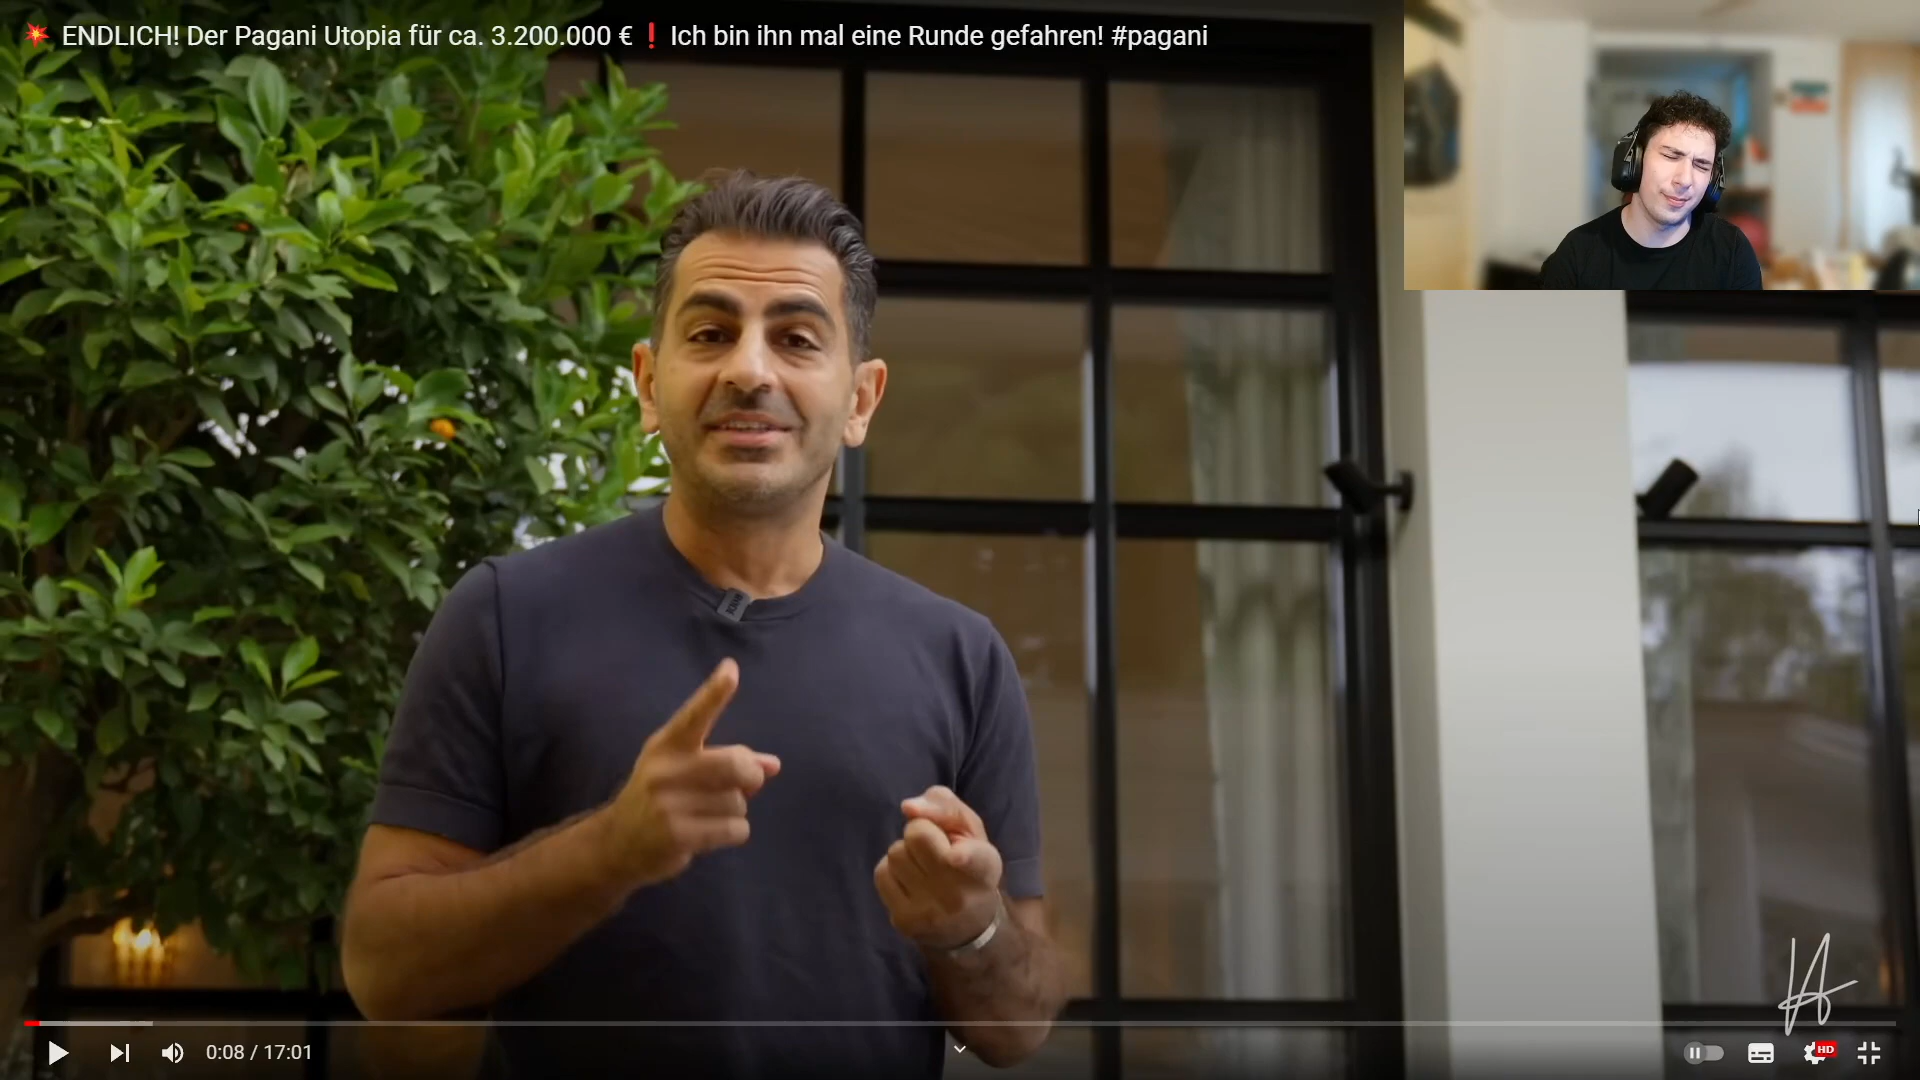 💥 ENDLICH! Der Pagani Utopia für ca. 3.200.000 €❗ Ich bin ihn mal eine Runde gefahren! #pagani
0:08 / 17:01
HD